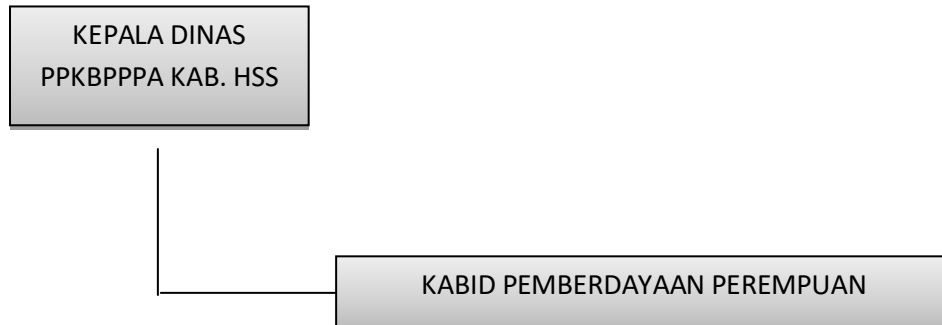 KEPALA DINAS
PPKBPPPA KAB. HSS
KABID PEMBERDAYAAN PEREMPUAN